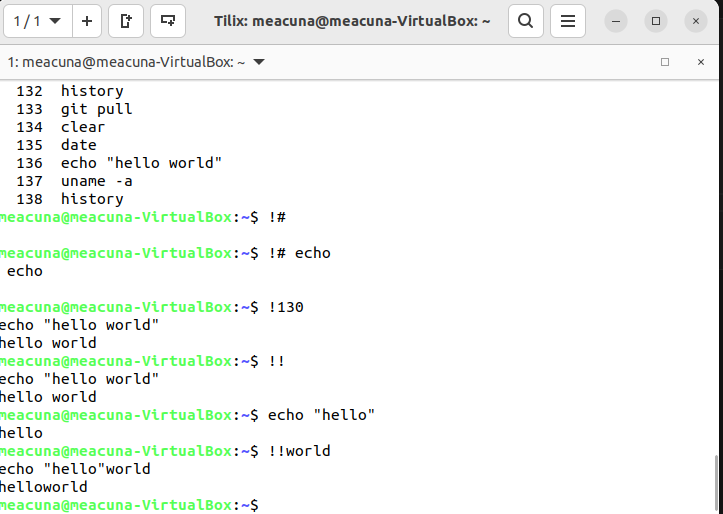 1 / 1
Tilix: meacuna@meacuna-VirtualBox: ~
1: meacuna@meacuna-VirtualBox: ~
132  history
133  git pull
134  clear
135  date
136  echo "hello world"
137  uname -a
138  history
meacuna@meacuna-VirtualBox:~$ !#
meacuna@meacuna-VirtualBox:~$ !# echo
 echo
meacuna@meacuna-VirtualBox:~$ !130
echo "hello world"
hello world
meacuna@meacuna-VirtualBox:~$ !!
echo "hello world"
hello world
meacuna@meacuna-VirtualBox:~$ echo "hello"
hello
meacuna@meacuna-VirtualBox:~$ !!world
echo "hello"world
helloworld
meacuna@meacuna-VirtualBox:~$